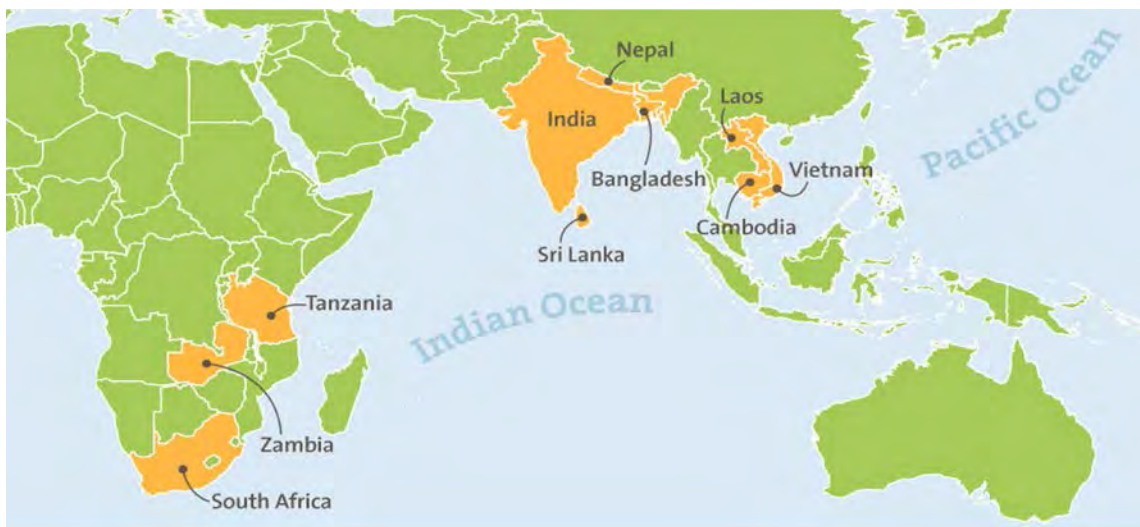 Nepal
Laos
India
Pacific Ocean
Bangladesh
Vietnam
Cambodia
Sri Lanka
Tanzania
Indian Ocean
Zambia
South Africa